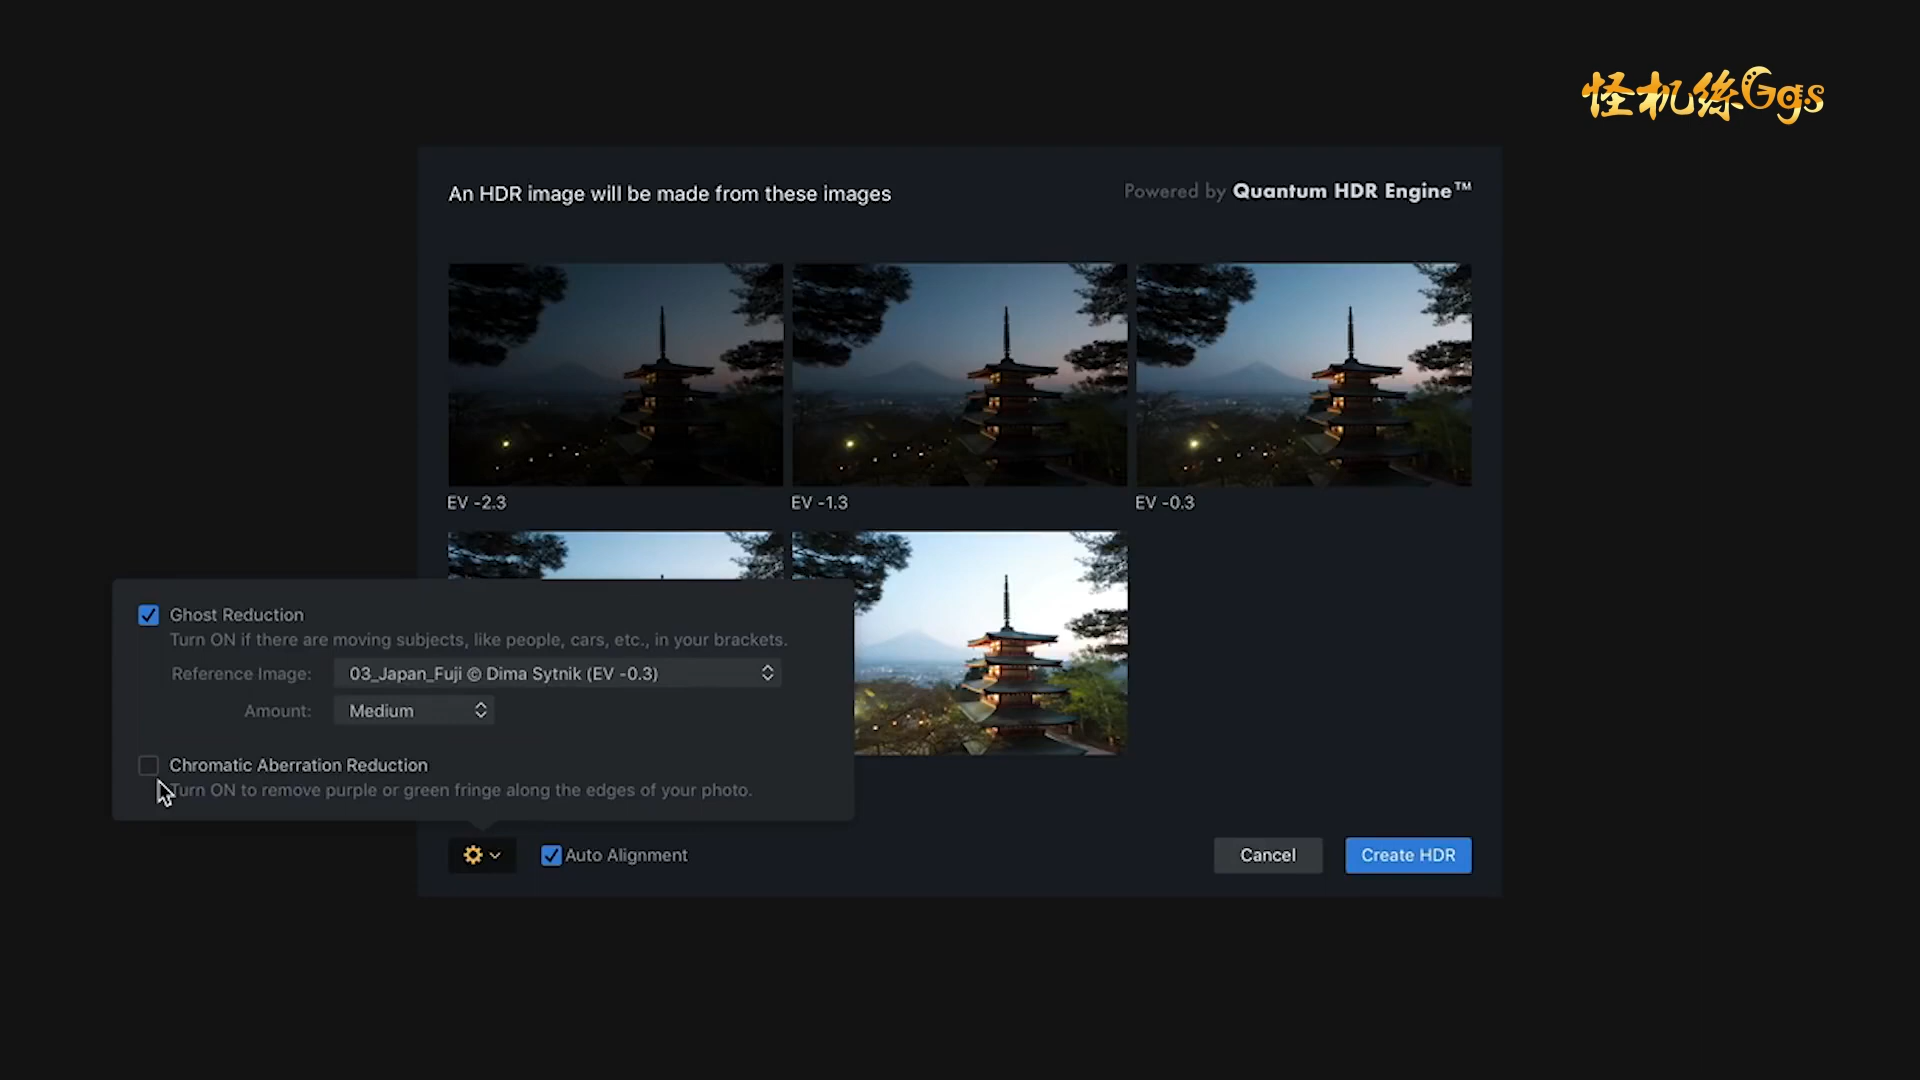 怪机絲Ggs
An HDR image will be made from these images
Powered by Quantum HDR Engine™
EV -2.3
EV -1.3
EV -0.3
Ghost Reduction
Turn ON if there are moving subjects, like people, cars, etc., in your brackets.
Reference Image: 03_Japan_Fuji © Dima Sytnik (EV -0.3)
Amount: Medium
Chromatic Aberration Reduction
Turn ON to remove purple or green fringe along the edges of your photo.
Auto Alignment
Cancel
Create HDR